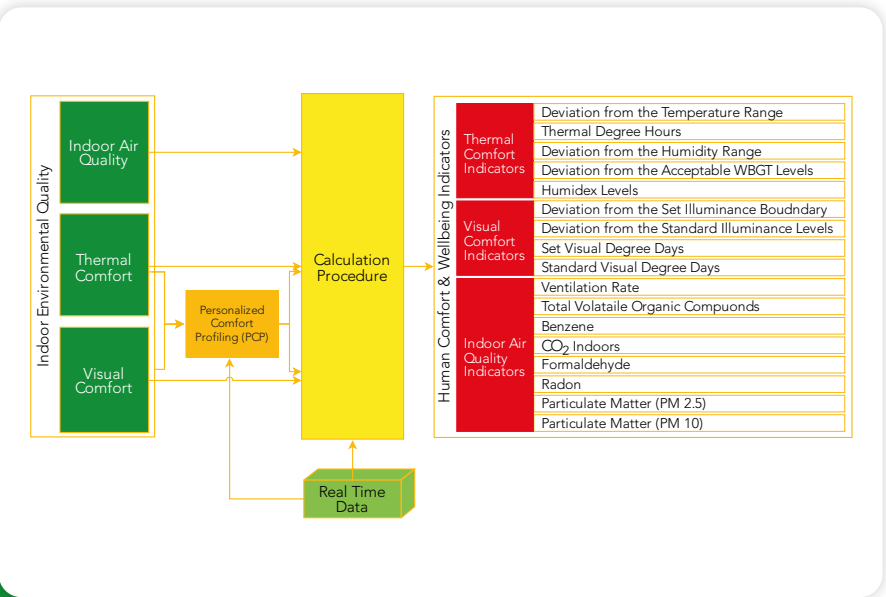 Indoor Environmental Quality
Indoor Air
Quality
Thermal
Comfort
Visual
Comfort
Personalized
Comfort
Profiling (PCP)
Calculation
Procedure
Real Time
Data
Human Comfort & Wellbeing Indicators
Thermal
Comfort
Indicators
Deviation from the Temperature Range
Thermal Degree Hours
Deviation from the Humidity Range
Deviation from the Acceptable WBGT Levels
Humidex Levels
Visual
Comfort
Indicators
Deviation from the Set Illuminance Boudndary
Deviation from the Standard Illuminance Levels
Set Visual Degree Days
Standard Visual Degree Days
Indoor Air
Quality
Indicators
Ventilation Rate
Total Volataile Organic Compuonds
Benzene
CO2 Indoors
Formaldehyde
Radon
Particulate Matter (PM 2.5)
Particulate Matter (PM 10)